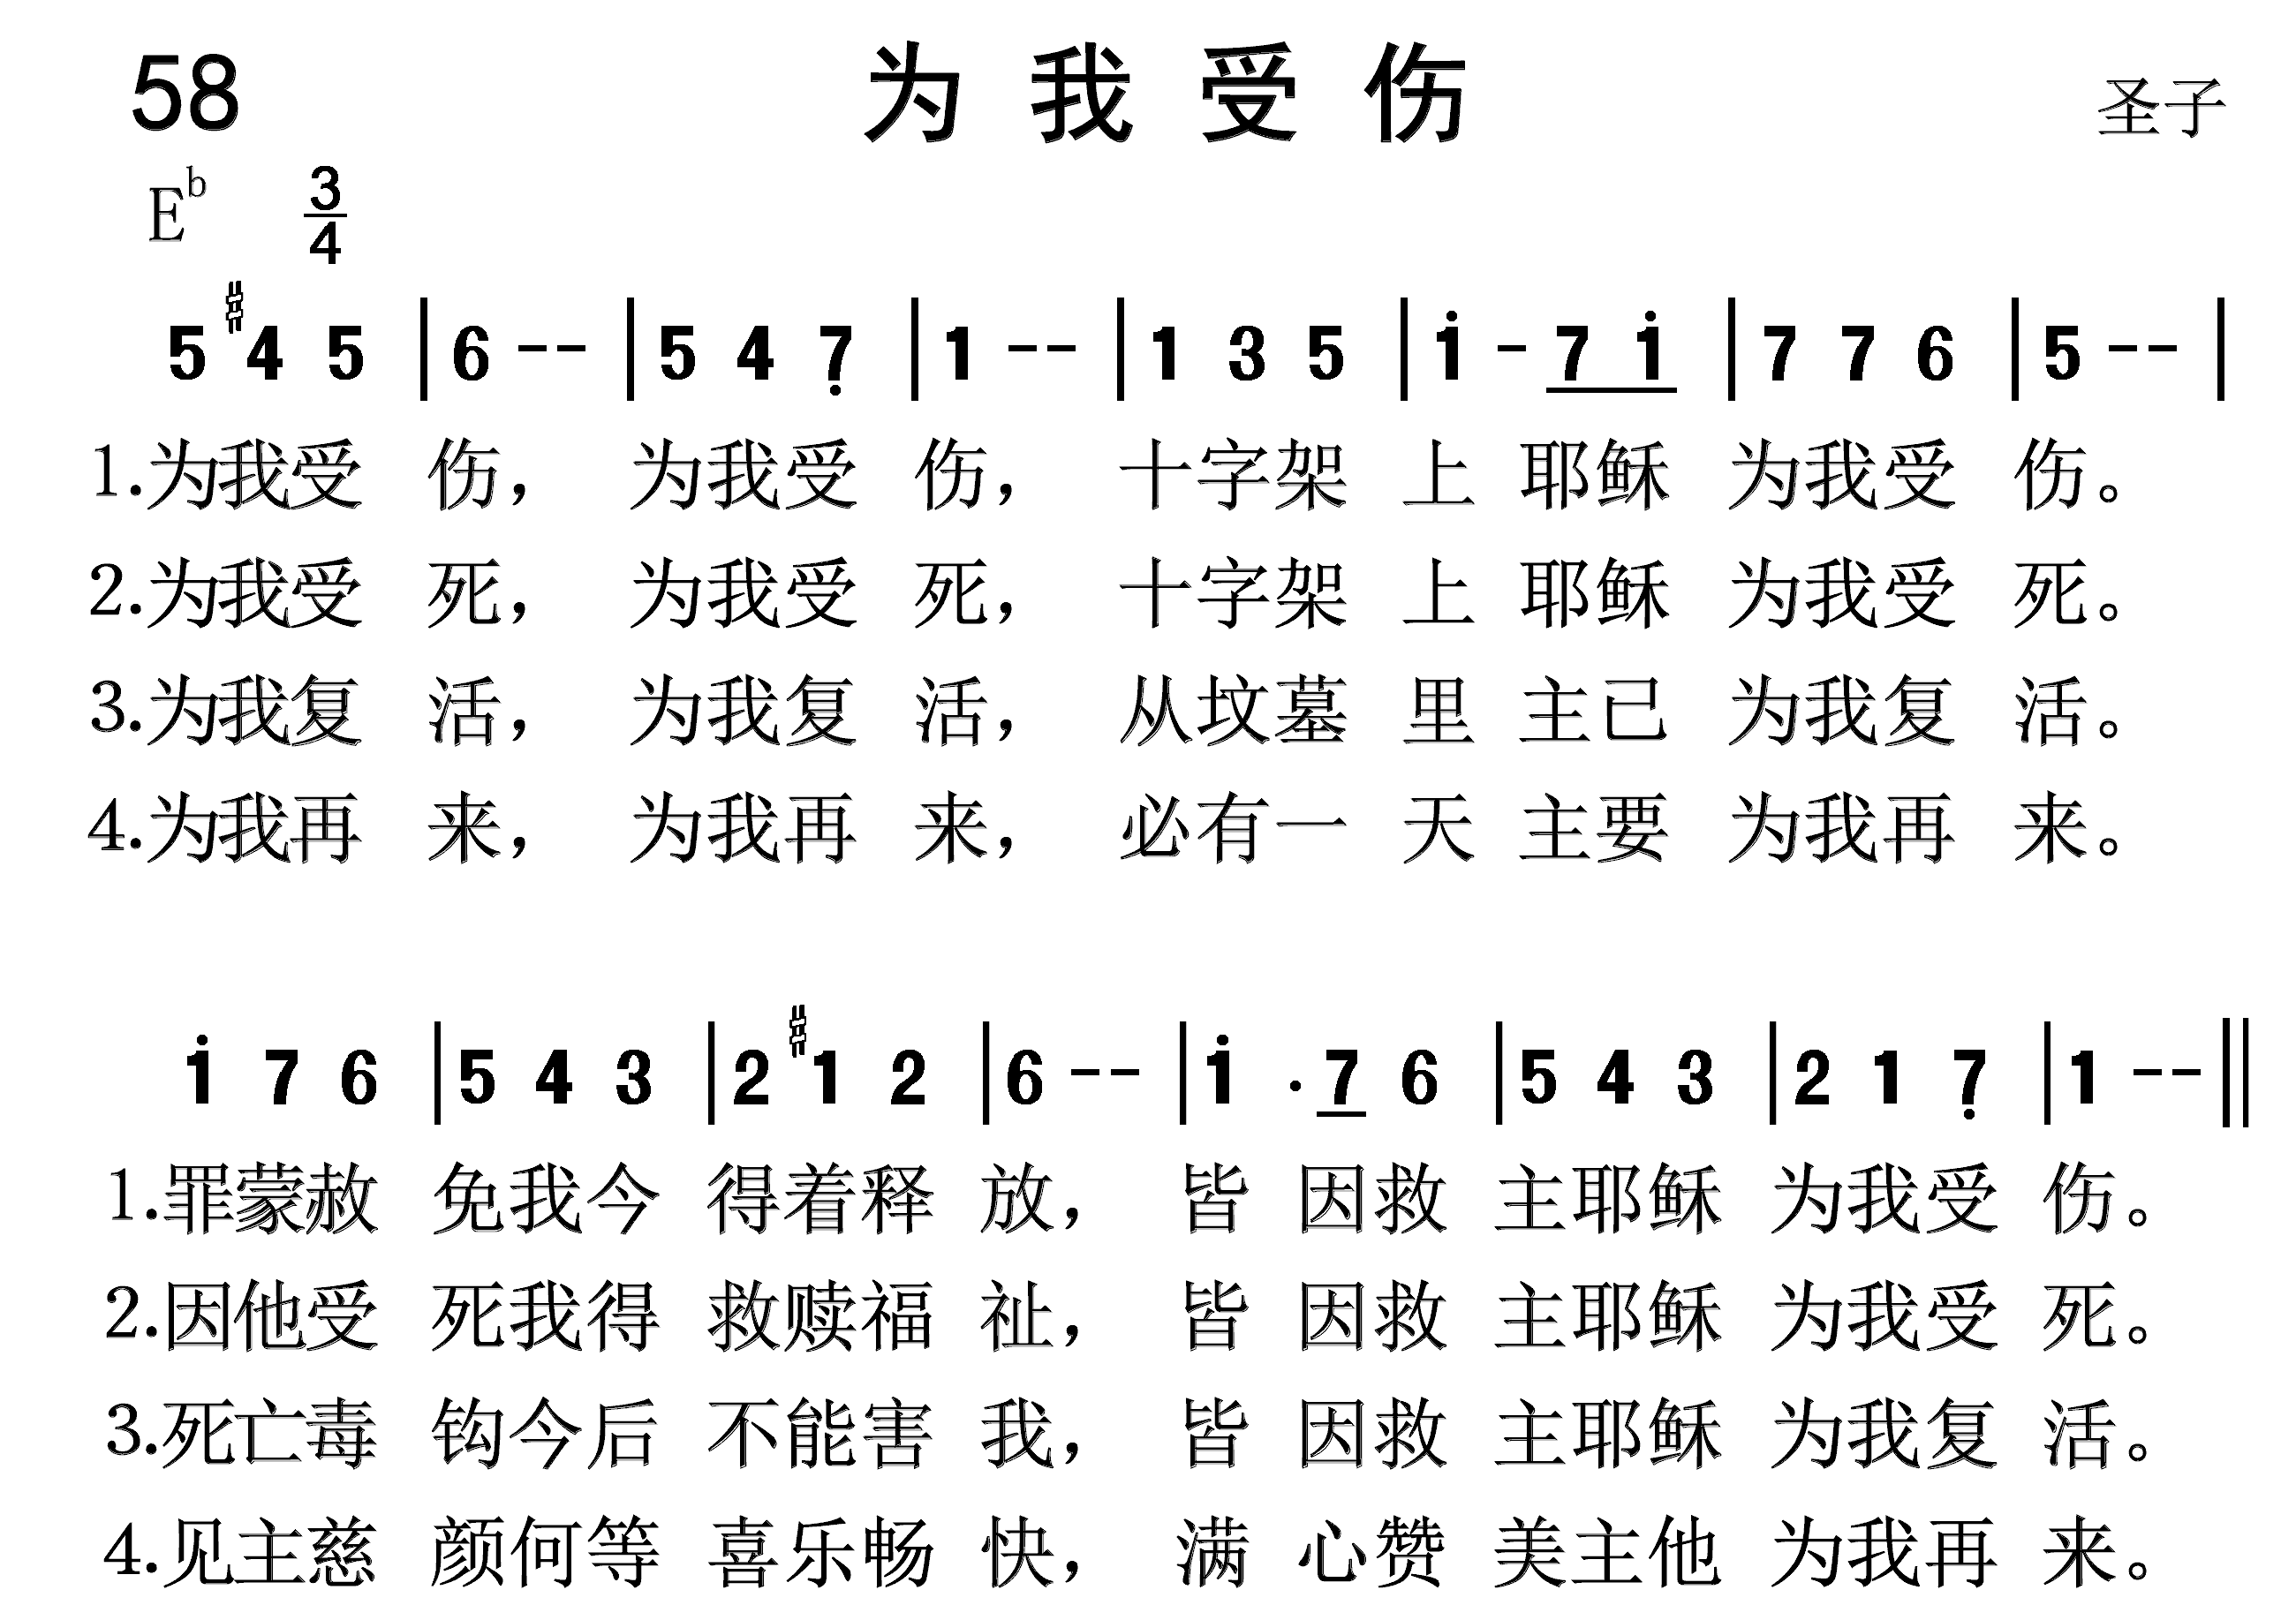 58 为 我 受 伤 圣子
E♭ 3/4
5 #4 5 | 6 - - | 5 4 7̣ | 1 - - | 1 3 5 | 1̇ - 7 1̇ | 7 7 6 | 5 - - |
1.为我受 伤， 为我受 伤， 十字架 上 耶稣 为我受 伤。
2.为我受 死， 为我受 死， 十字架 上 耶稣 为我受 死。
3.为我复 活， 为我复 活， 从坟墓 里 主已 为我复 活。
4.为我再 来， 为我再 来， 必有一 天 主要 为我再 来。
1̇ 7 6 | 5 4 3 | 2 #1 2 | 6 - - | 1̇ · 7 6 | 5 4 3 | 2 1 7̣ | 1 - - ‖
1.罪蒙赦 免我今 得着释 放， 皆 因救 主耶稣 为我受 伤。
2.因他受 死我得 救赎福 祉， 皆 因救 主耶稣 为我受 死。
3.死亡毒 钩今后 不能害 我， 皆 因救 主耶稣 为我复 活。
4.见主慈 颜何等 喜乐畅 快， 满 心赞 美主他 为我再 来。